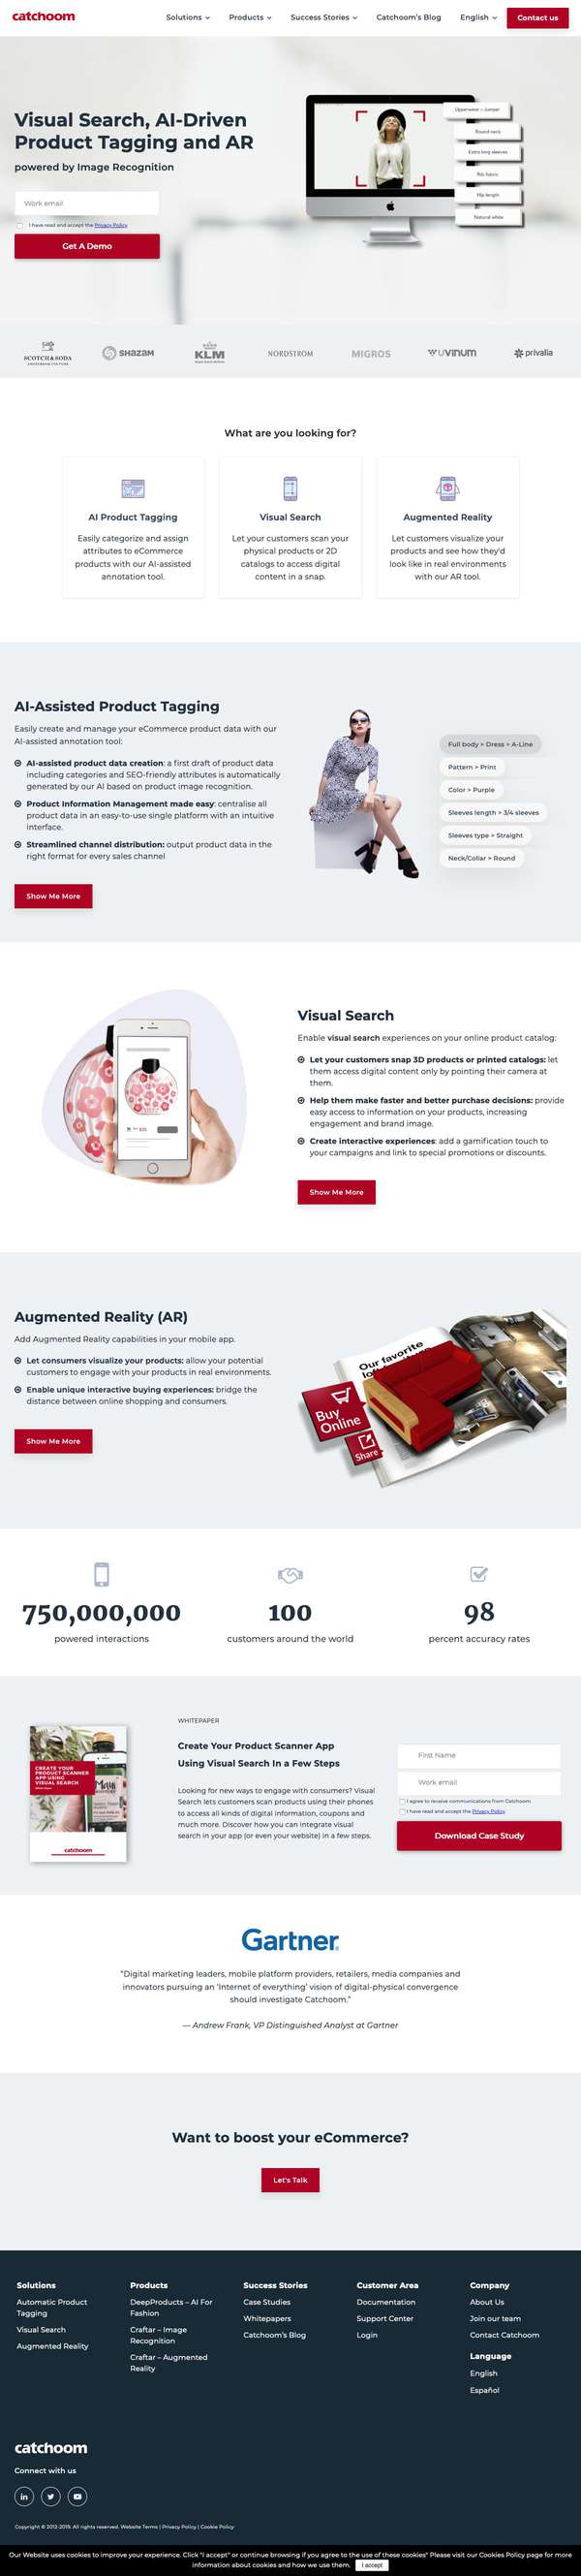 catchoom
Solutions
Products
Success Stories
Catchoom's Blog
English
Contact us
Visual Search, AI-Driven
Product Tagging and AR
powered by Image Recognition
Work email
I have read and accept the Privacy Policy
Get A Demo
Upperwear – Jumper
Round neck
Extra long sleeves
Rib fabric
Hip length
Natural white
SCOTCH & SODA
SHAZAM
KLM
NORDSTROM
MIGROS
UVINUM
privalia
What are you looking for?
AI Product Tagging
Easily categorize and assign
attributes to eCommerce
products with our AI-assisted
annotation tool.
Visual Search
Let your customers scan your
physical products or 2D
catalogs to access digital
content in a snap.
Augmented Reality
Let customers visualize your
products and see how they'd
look like in real environments
with our AR tool.
AI-Assisted Product Tagging
Easily create and manage your eCommerce product data with our
AI-assisted annotation tool:
AI-assisted product data creation: a first draft of product data
including categories and SEO-friendly attributes is automatically
generated by our AI based on product image recognition.
Product Information Management made easy: centralise all
product data in an easy-to-use single platform with an intuitive
interface.
Streamlined channel distribution: output product data in the
right format for every sales channel
Show Me More
Full body > Dress > A-Line
Pattern > Print
Color > Purple
Sleeves length > 3/4 sleeves
Sleeves type > Straight
Neck/Collar > Round
Visual Search
Enable visual search experiences on your online product catalog:
Let your customers snap 3D products or printed catalogs: let
them access digital content only by pointing their camera at
them.
Help them make faster and better purchase decisions: provide
easy access to information on your products, increasing
engagement and brand image.
Create interactive experiences: add a gamification touch to
your campaigns and link to special promotions or discounts.
Show Me More
Augmented Reality (AR)
Add Augmented Reality capabilities in your mobile app.
Let consumers visualize your products: allow your potential
customers to engage with your products in real environments.
Enable unique interactive buying experiences: bridge the
distance between online shopping and consumers.
Show Me More
Our favorite
Buy
Online
Share
750,000,000
powered interactions
100
customers around the world
98
percent accuracy rates
CREATE YOUR
PRODUCT SCANNER
APP USING
VISUAL SEARCH
catchoom
WHITEPAPER
Create Your Product Scanner App
Using Visual Search In a Few Steps
Looking for new ways to engage with consumers? Visual
Search lets customers scan products using their phones
to access all kinds of digital information, coupons and
much more. Discover how you can integrate visual
search in your app (or even your website) in a few steps.
First Name
Work email
I agree to receive communications from Catchoom
I have read and accept the Privacy Policy
Download Case Study
Gartner
"Digital marketing leaders, mobile platform providers, retailers, media companies and
innovators pursuing an 'Internet of everything' vision of digital-physical convergence
should investigate Catchoom."
— Andrew Frank, VP Distinguished Analyst at Gartner
Want to boost your eCommerce?
Let's Talk
Solutions
Automatic Product
Tagging
Visual Search
Augmented Reality
Products
DeepProducts – AI For
Fashion
Craftar – Image
Recognition
Craftar – Augmented
Reality
Success Stories
Case Studies
Whitepapers
Catchoom's Blog
Customer Area
Documentation
Support Center
Login
Company
About Us
Join our team
Contact Catchoom
Language
English
Español
catchoom
Connect with us
Copyright © 2012-2019. All rights reserved. Website Terms | Privacy Policy | Cookie Policy
Our Website uses cookies to improve your experience. Click "I accept" or continue browsing if you agree to the use of these cookies" Please visit our Cookies Policy page for more
information about cookies and how we use them. I accept